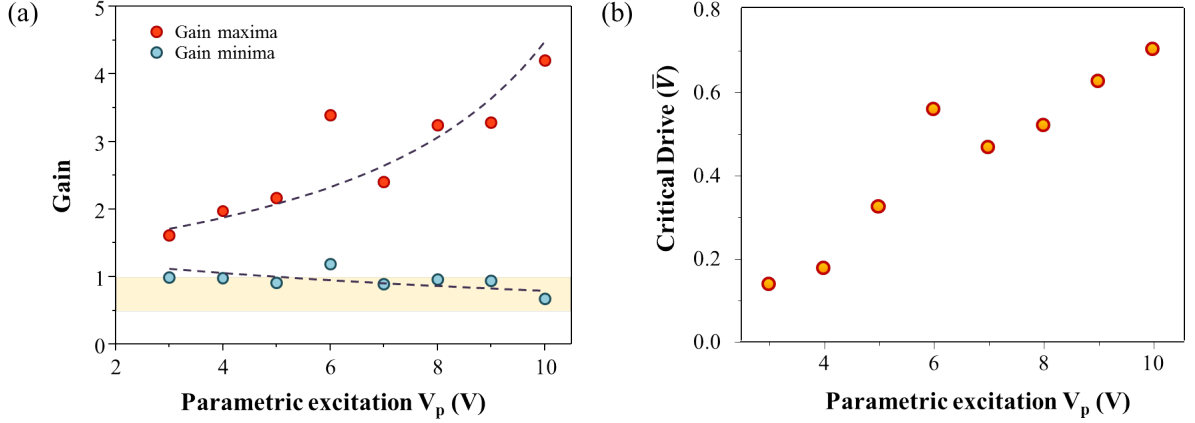 (a)
Gain maxima
Gain minima
5
4
3
2
1
0
Gain
2
4
6
8
10
Parametric excitation Vₚ (V)
(b)
0.8
0.6
0.4
0.2
0.0
Critical Drive (V̅)
4
6
8
10
Parametric excitation Vₚ (V)